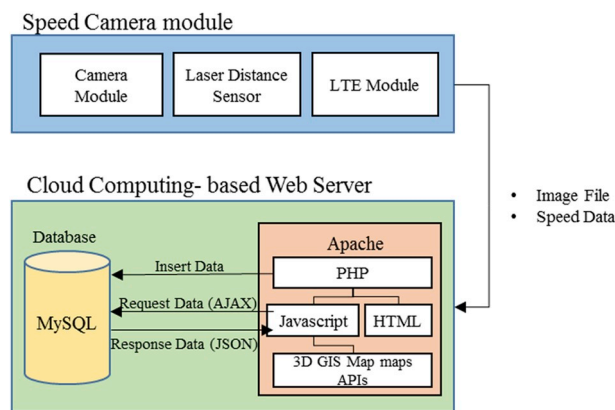 Speed Camera module
Camera
Module
Laser Distance
Sensor
LTE Module
• Image File
• Speed Data
Cloud Computing- based Web Server
Database
MySQL
Insert Data
Request Data (AJAX)
Response Data (JSON)
Apache
PHP
Javascript
HTML
3D GIS Map maps
APIs